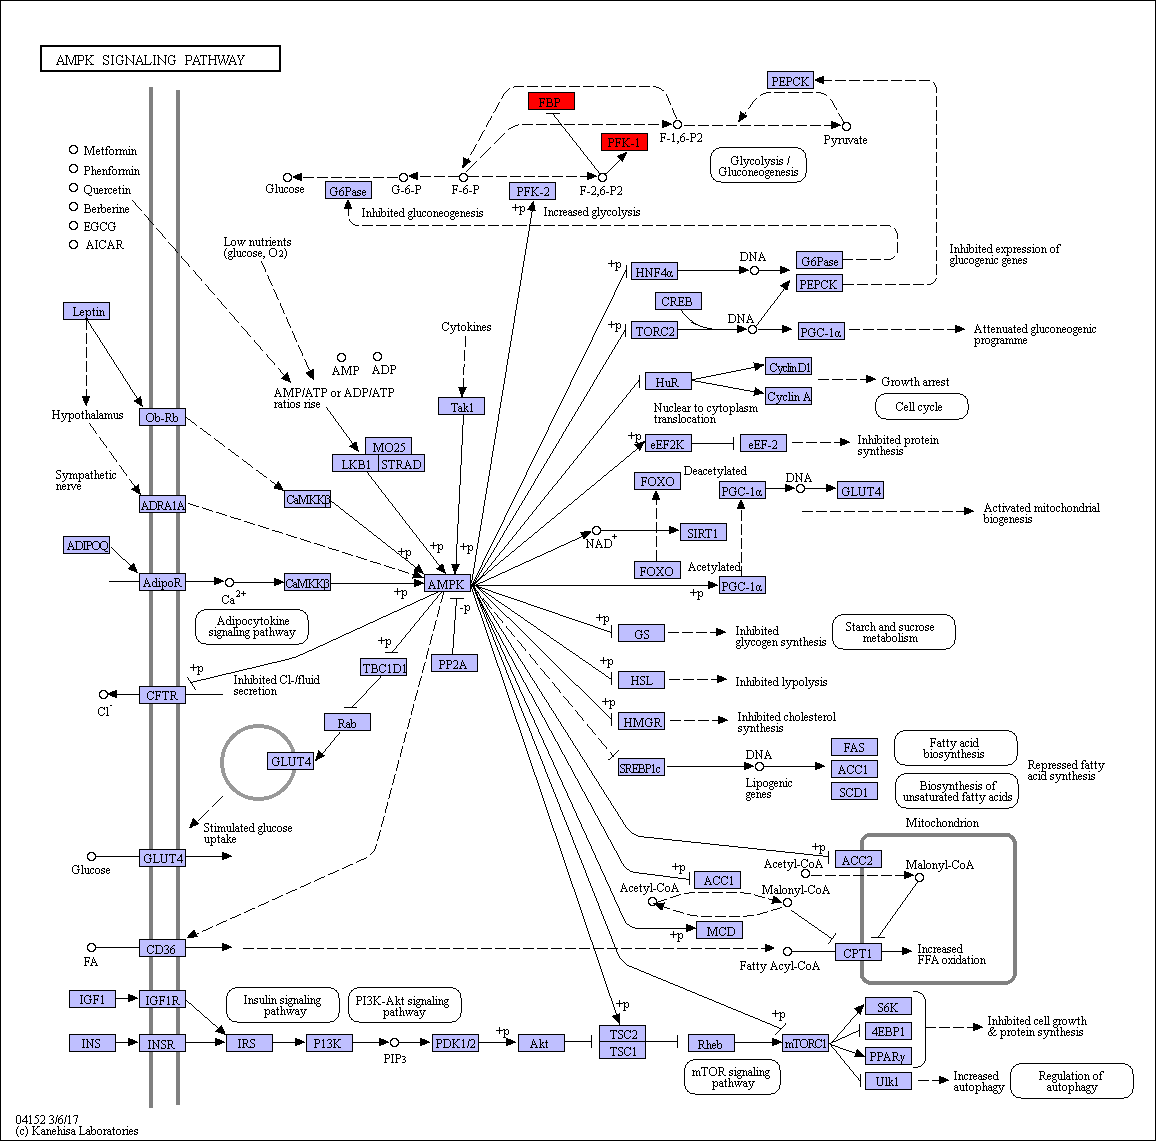 AMPK SIGNALING PATHWAY
PEPCK
FBP
F-1,6-P2
Pyruvate
PFK-1
Glycolysis /
Gluconeogenesis
Metformin
Phenformin
Quercetin
Berberine
EGCG
AICAR
Glucose
G6Pase
G-6-P
F-6-P
PFK-2
F-2,6-P2
+p
Inhibited gluconeogenesis
Increased glycolysis
Low nutrients
(glucose, O2)
Inhibited expression of
glucogenic genes
+p
HNF4α
DNA
G6Pase
PEPCK
CREB
Leptin
Cytokines
+p
TORC2
DNA
PGC-1α
Attenuated gluconeogenic
programme
AMP
ADP
AMP/ATP or ADP/ATP
ratios rise
HuR
CyclinD1
Cyclin A
Growth arrest
Cell cycle
Nuclear to cytoplasm
translocation
Hypothalamus
Ob-Rb
Tak1
MO25
LKB1
STRAD
+p
eEF2K
eEF-2
Inhibited protein
synthesis
Sympathetic
nerve
ADRA1A
CaMKKβ
Deacetylated
FOXO
PGC-1α
DNA
GLUT4
Activated mitochondrial
biogenesis
NAD+
SIRT1
ADIPOQ
+p
+p
+p
FOXO
Acetylated
AdipoR
Ca2+
CaMKKβ
+p
AMPK
-p
+p
PGC-1α
Adipocytokine
signaling pathway
+p
GS
Inhibited
glycogen synthesis
Starch and sucrose
metabolism
+p
TBC1D1
PP2A
+p
HSL
Inhibited lypolysis
+p
CFTR
Cl-
Inhibited Cl-/fluid
secretion
+p
HMGR
Inhibited cholesterol
synthesis
Rab
GLUT4
SREBP1c
DNA
Lipogenic
genes
FAS
ACC1
SCD1
Fatty acid
biosynthesis
Biosynthesis of
unsaturated fatty acids
Repressed fatty
acid synthesis
Stimulated glucose
uptake
Mitochondrion
Glucose
GLUT4
+p
ACC2
Acetyl-CoA
Malonyl-CoA
+p
ACC1
Acetyl-CoA
Malonyl-CoA
MCD
+p
FA
CD36
Fatty Acyl-CoA
CPT1
Increased
FFA oxidation
IGF1
IGF1R
Insulin signaling
pathway
PI3K-Akt signaling
pathway
INS
INSR
IRS
P13K
PIP3
PDK1/2
+p
Akt
+p
TSC2
TSC1
Rheb
+p
mTORC1
S6K
4EBP1
PPARγ
Ulk1
Inhibited cell growth
& protein synthesis
mTOR signaling
pathway
Increased
autophagy
Regulation of
autophagy
04152 3/6/17
(c) Kanehisa Laboratories